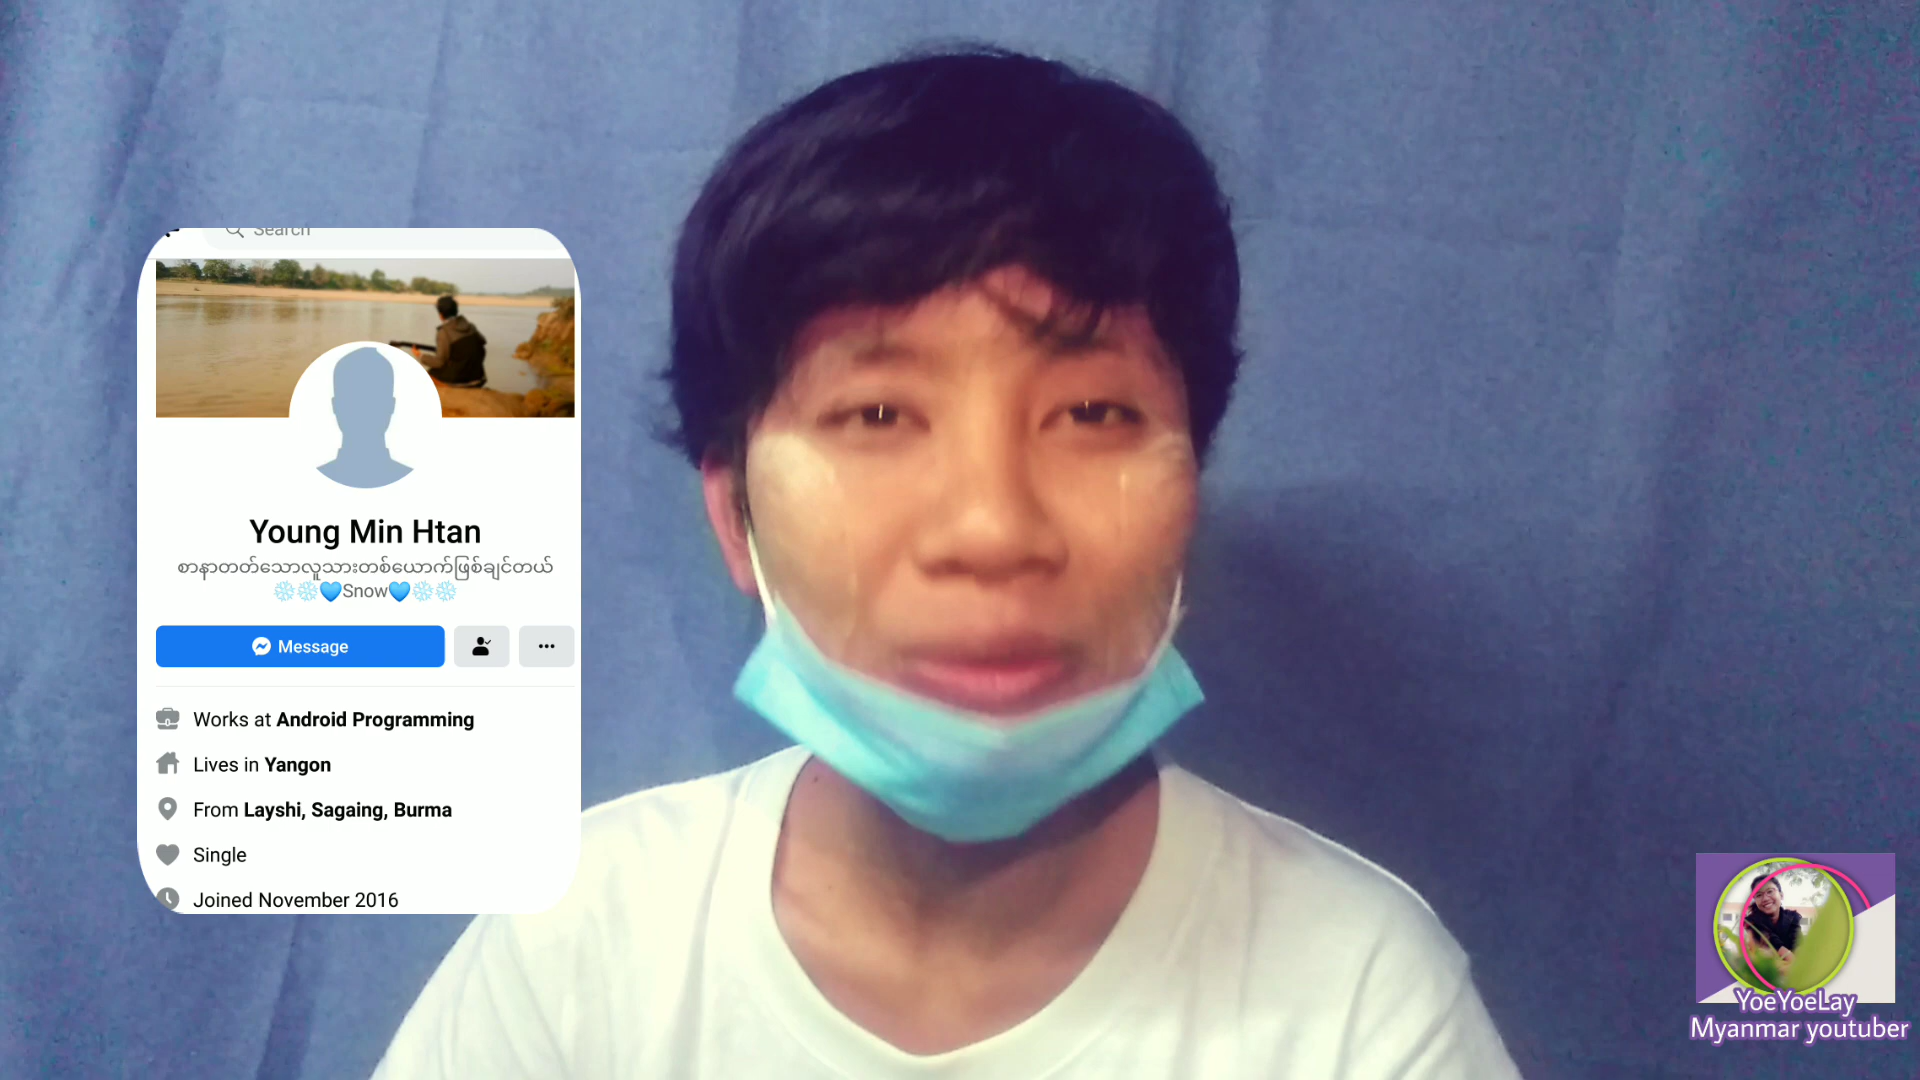 Search
Young Min Htan
စာနာတတ်သောလူသားတစ်ယောက်ဖြစ်ချင်တယ်
❄️❄️💙Snow💙❄️❄️
Message
Works at Android Programming
Lives in Yangon
From Layshi, Sagaing, Burma
Single
Joined November 2016
YoeYoeLay
Myanmar youtuber